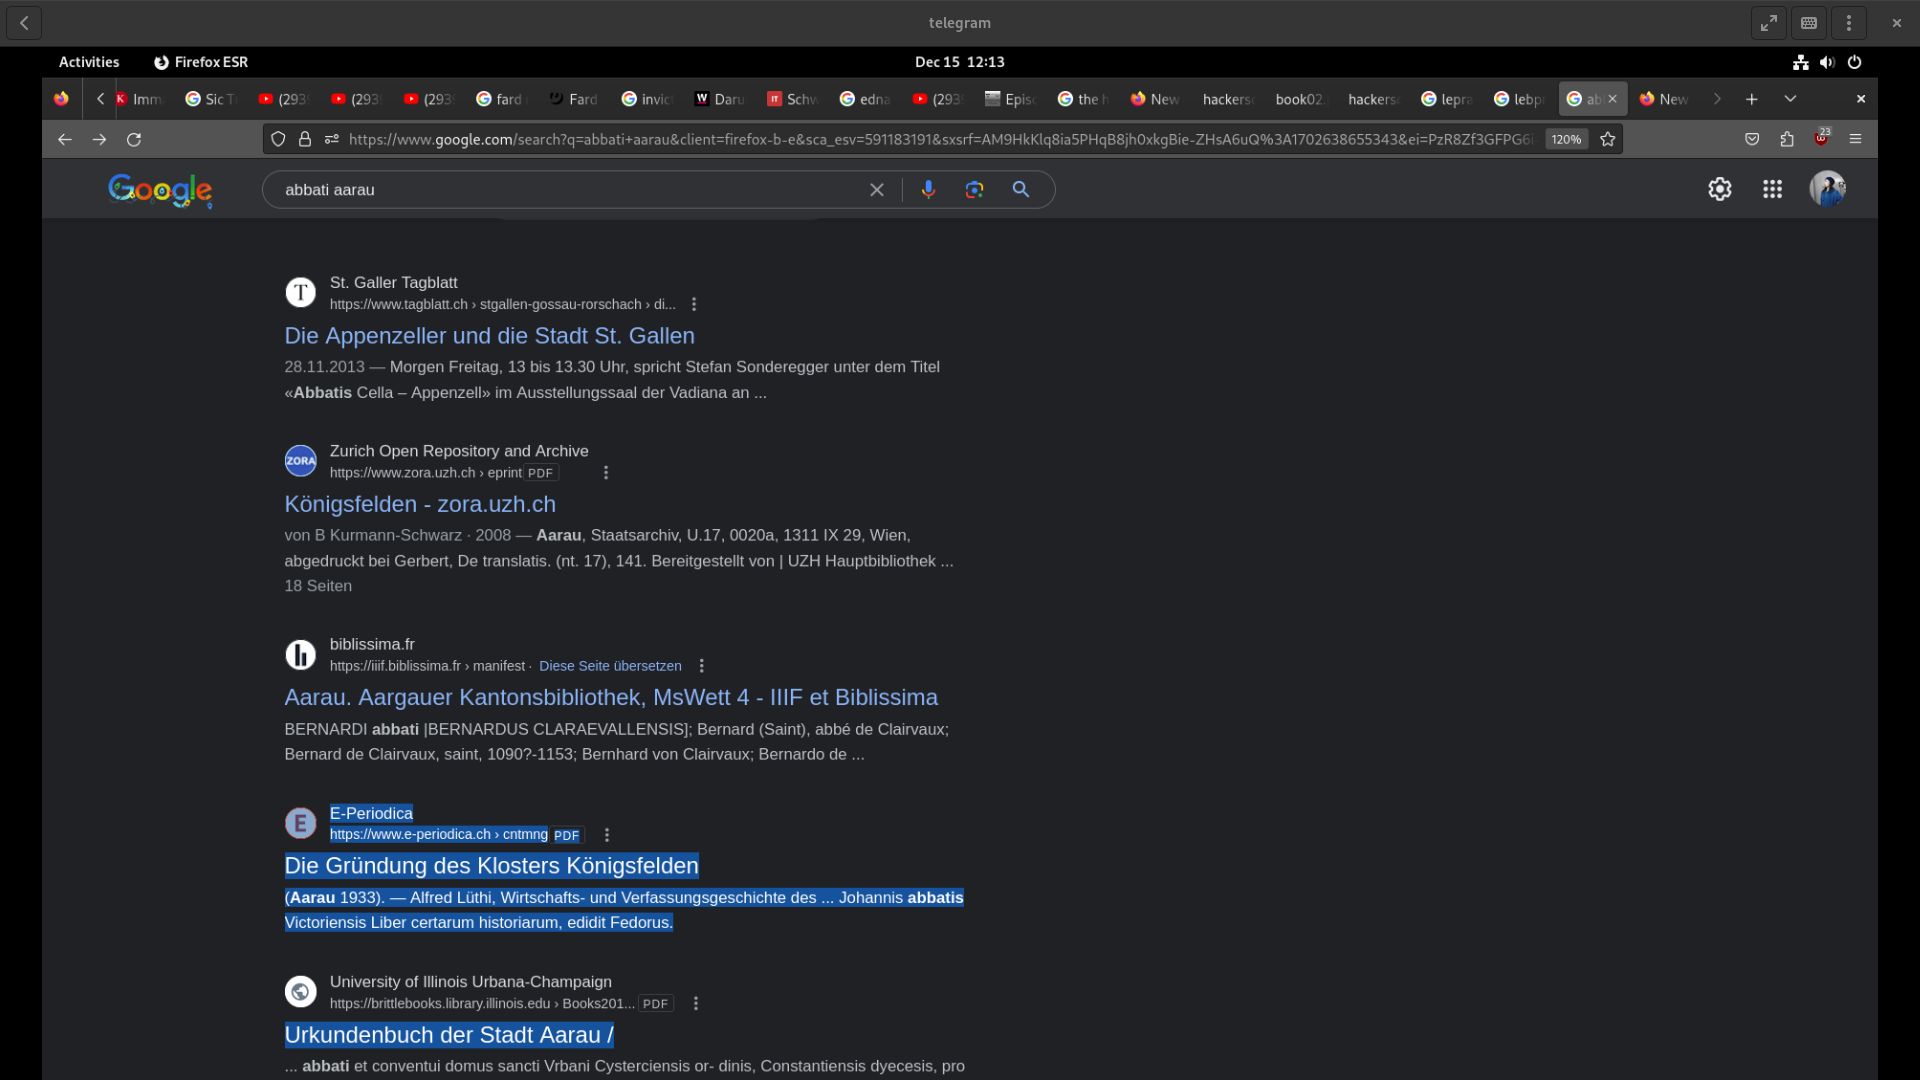 telegram
Activities
Firefox ESR
Dec 15 12:13
Imm
Sic T
(293
(293
(293
fard
Fard
invic
Daru
Schw
edna
(293
Epis
the h
New
hackers
book02.
hackers
lepra
lebp
ab
New
https://www.google.com/search?q=abbati+aarau&client=firefox-b-e&sca_esv=591183191&sxsrf=AM9HkKlq8ia5PHqB8jh0xkgBie-ZHsA6uQ%3A1702638655343&ei=PzR8Zf3GFPG6i
120%
23
Google
abbati aarau
St. Galler Tagblatt
https://www.tagblatt.ch › stgallen-gossau-rorschach › di...
Die Appenzeller und die Stadt St. Gallen
28.11.2013 — Morgen Freitag, 13 bis 13.30 Uhr, spricht Stefan Sonderegger unter dem Titel
«Abbatis Cella – Appenzell» im Ausstellungssaal der Vadiana an ...
ZORA
Zurich Open Repository and Archive
https://www.zora.uzh.ch › eprint PDF
Königsfelden - zora.uzh.ch
von B Kurmann-Schwarz · 2008 — Aarau, Staatsarchiv, U.17, 0020a, 1311 IX 29, Wien,
abgedruckt bei Gerbert, De translatis. (nt. 17), 141. Bereitgestellt von | UZH Hauptbibliothek ...
18 Seiten
biblissima.fr
https://iiif.biblissima.fr › manifest · Diese Seite übersetzen
Aarau. Aargauer Kantonsbibliothek, MsWett 4 - IIIF et Biblissima
BERNARDI abbati |BERNARDUS CLARAEVALLENSIS]; Bernard (Saint), abbé de Clairvaux;
Bernard de Clairvaux, saint, 1090?-1153; Bernhard von Clairvaux; Bernardo de ...
E-Periodica
https://www.e-periodica.ch › cntmng PDF
Die Gründung des Klosters Königsfelden
(Aarau 1933). — Alfred Lüthi, Wirtschafts- und Verfassungsgeschichte des ... Johannis abbatis
Victoriensis Liber certarum historiarum, edidit Fedorus.
University of Illinois Urbana-Champaign
https://brittlebooks.library.illinois.edu › Books201... PDF
Urkundenbuch der Stadt Aarau /
... abbati et conventui domus sancti Vrbani Cysterciensis or- dinis, Constantiensis dyecesis, pro